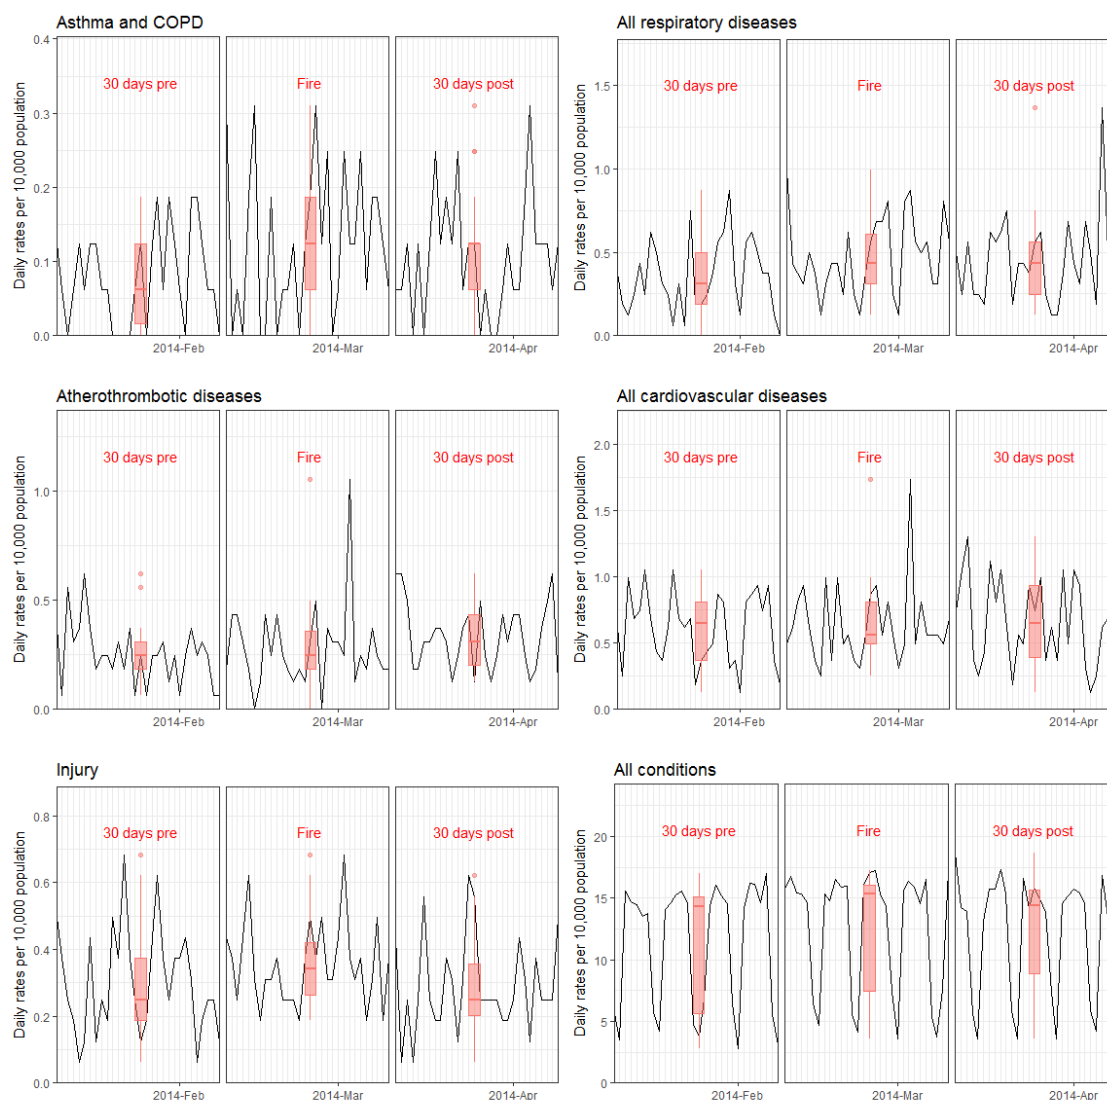 Asthma and COPD
Daily rates per 10,000 population
0.4
0.3
0.2
0.1
0.0
30 days pre
Fire
30 days post
2014-Feb
2014-Mar
2014-Apr
All respiratory diseases
Daily rates per 10,000 population
1.5
1.0
0.5
0.0
30 days pre
Fire
30 days post
2014-Feb
2014-Mar
2014-Apr
Atherothrombotic diseases
Daily rates per 10,000 population
1.0
0.5
0.0
30 days pre
Fire
30 days post
2014-Feb
2014-Mar
2014-Apr
All cardiovascular diseases
Daily rates per 10,000 population
2.0
1.5
1.0
0.5
0.0
30 days pre
Fire
30 days post
2014-Feb
2014-Mar
2014-Apr
Injury
Daily rates per 10,000 population
0.8
0.6
0.4
0.2
0.0
30 days pre
Fire
30 days post
2014-Feb
2014-Mar
2014-Apr
All conditions
Daily rates per 10,000 population
20
15
10
5
0
30 days pre
Fire
30 days post
2014-Feb
2014-Mar
2014-Apr